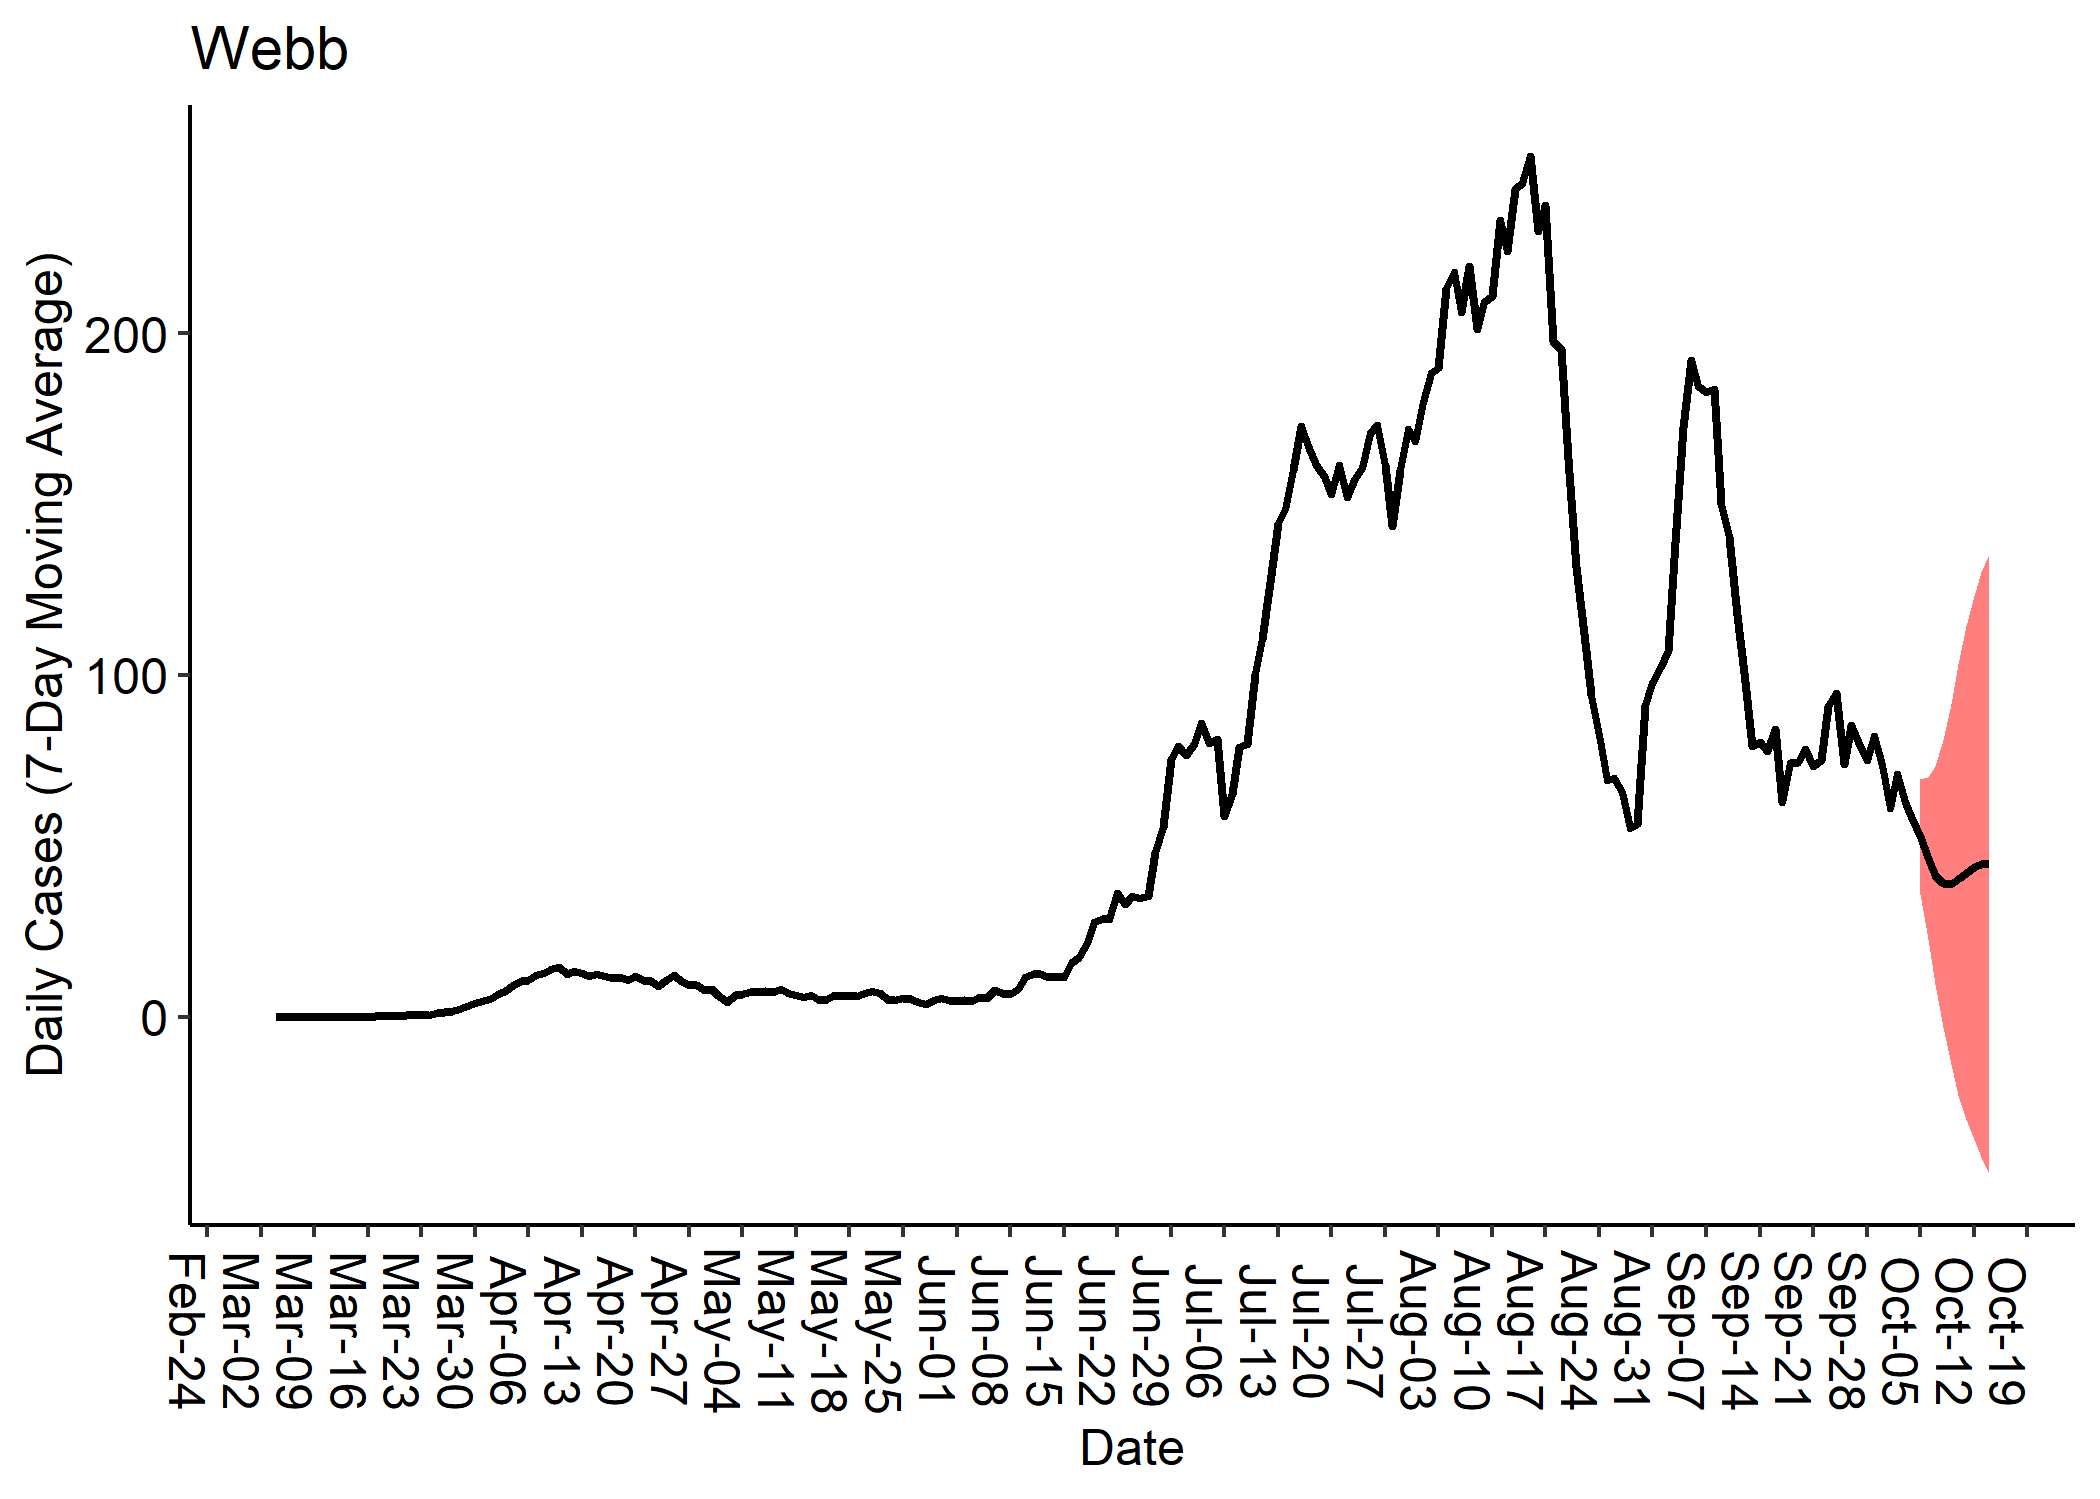 Webb
Daily Cases (7-Day Moving Average)
200
100
0
Feb-24
Mar-02
Mar-09
Mar-16
Mar-23
Mar-30
Apr-06
Apr-13
Apr-20
Apr-27
May-04
May-11
May-18
May-25
Jun-01
Jun-08
Jun-15
Jun-22
Jun-29
Jul-06
Jul-13
Jul-20
Jul-27
Aug-03
Aug-10
Aug-17
Aug-24
Aug-31
Sep-07
Sep-14
Sep-21
Sep-28
Oct-05
Oct-12
Oct-19
Date